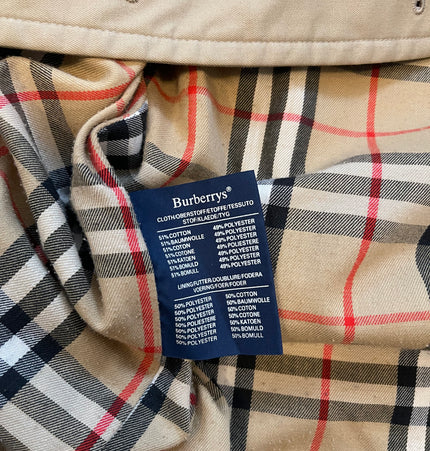 Burberrys®
CLOTH/OBERSTOFF/ETOFFE/TESSUTO
STOF/KLAEDE/TYG
51% COTTON 49% POLYESTER
51% BAUMWOLLE 49% POLYESTER
51% COTON 49% POLYESTER
51% COTONE 49% POLIESTERE
51% KATOEN 49% POLYESTER
51% BOMULD 49% POLYESTER
51% BOMULL 49% POLYESTER
LINING/FUTTER/DOUBLURE/FODERA
VOERING/FOER/FODER
50% POLYESTER 50% COTTON
50% POLYESTER 50% BAUMWOLLE
50% POLYESTER 50% COTON
50% POLIESTERE 50% COTONE
50% POLYESTER 50% KATOEN
50% POLYESTER 50% BOMULD
50% POLYESTER 50% BOMULL